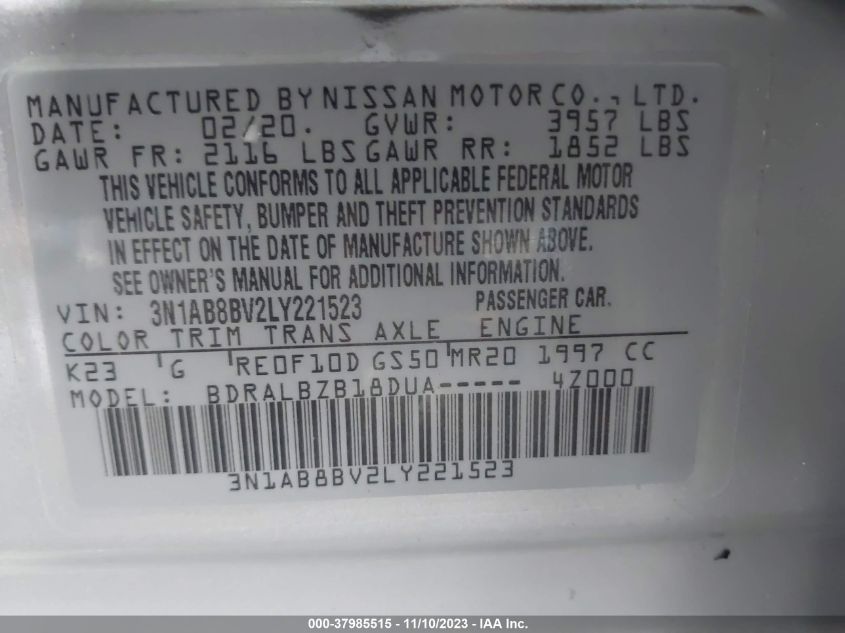 MANUFACTURED BY NISSAN MOTOR CO., LTD.
DATE: 02/20. GVWR: 3957 LBS
GAWR FR: 2116 LBS GAWR RR: 1852 LBS
THIS VEHICLE CONFORMS TO ALL APPLICABLE FEDERAL MOTOR
VEHICLE SAFETY, BUMPER AND THEFT PREVENTION STANDARDS
IN EFFECT ON THE DATE OF MANUFACTURE SHOWN ABOVE.
SEE OWNER'S MANUAL FOR ADDITIONAL INFORMATION.
VIN: 3N1AB8BV2LY221523 PASSENGER CAR.
COLOR TRIM TRANS AXLE ENGINE
K23 G RE0F10D GS50 MR20 1997 CC
MODEL: BDRALBZB18DUA----- 4Z000
3N1AB8BV2LY221523
000-37985515 - 11/10/2023 - IAA Inc.